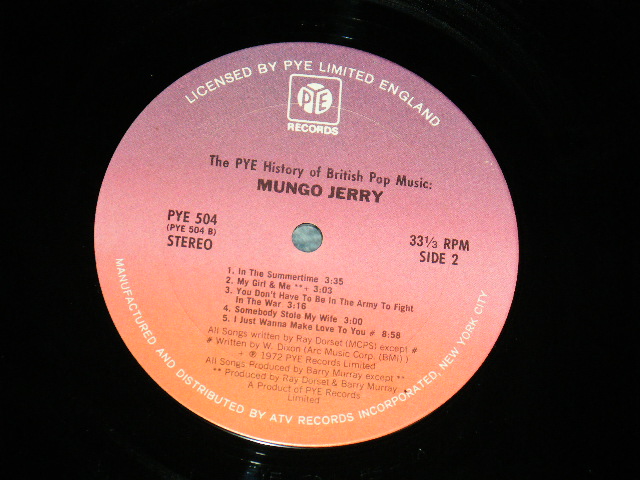 LICENSED BY PYE LIMITED ENGLAND
PYE
RECORDS
The PYE History of British Pop Music:
MUNGO JERRY
PYE 504
(PYE 504 B)
STEREO
33⅓ RPM
SIDE 2
1. In The Summertime 3:35
2. My Girl & Me **+ 3:03
3. You Don't Have To Be In The Army To Fight
In The War 3:16
4. Somebody Stole My Wife 3:00
5. I Just Wanna Make Love To You # 8:58
All Songs written by Ray Dorset (MCPS) except #
# Written by W. Dixon (Arc Music Corp. (BMI) )
+ ℗ 1972 PYE Records Limited
All Songs Produced by Barry Murray except **
** Produced by Ray Dorset & Barry Murray
A Product of PYE Records
Limited
MANUFACTURED AND DISTRIBUTED BY ATV RECORDS INCORPORATED, NEW YORK CITY